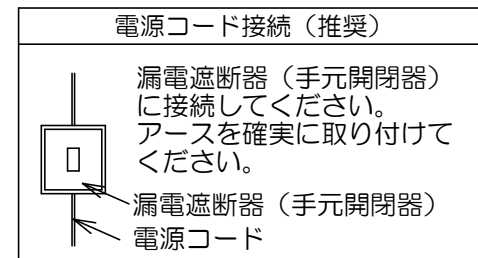 電源コード接続（推奨）
漏電遮断器（手元開閉器）
に接続してください。
アースを確実に取り付けて
ください。
漏電遮断器（手元開閉器）
電源コード